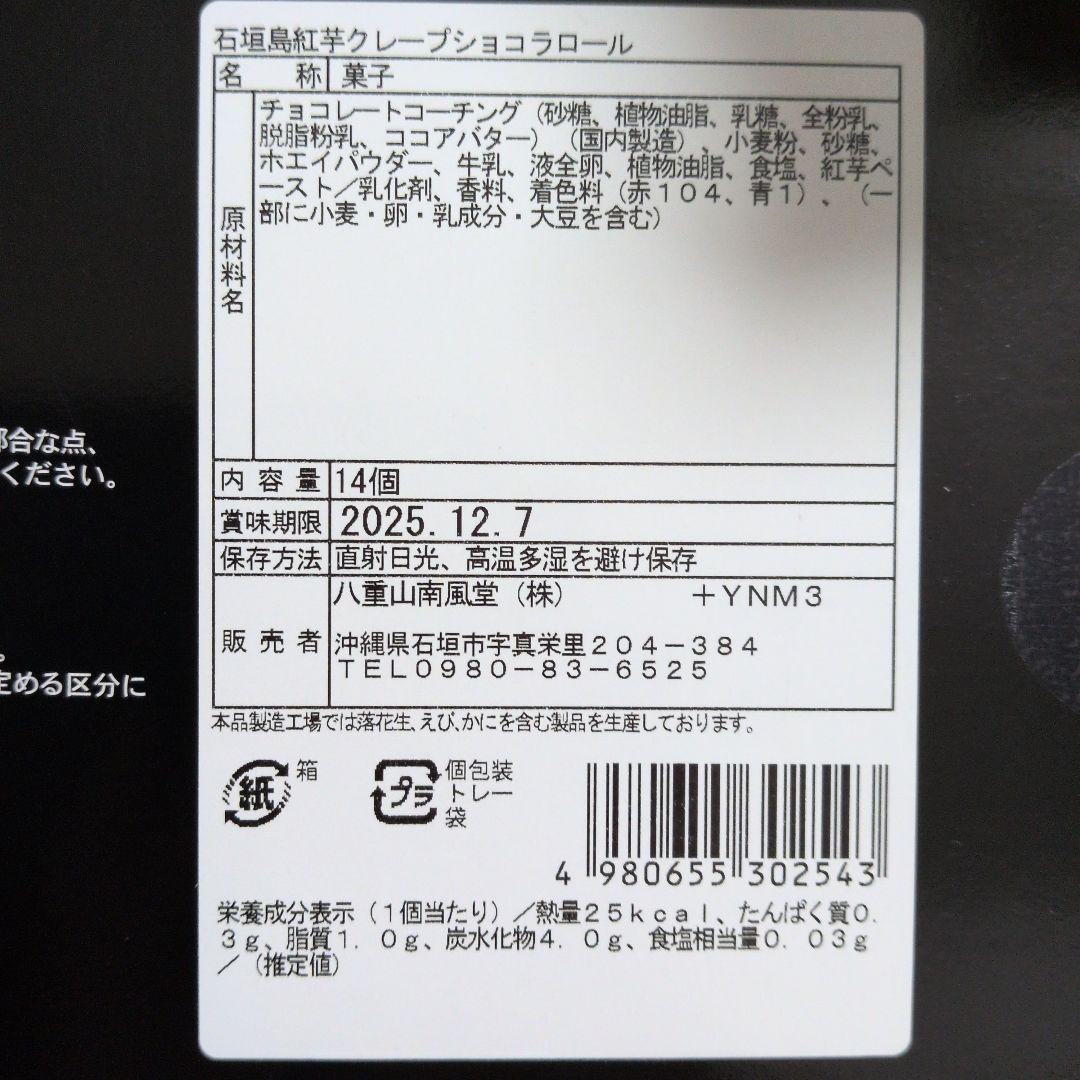 石垣島紅芋クレープショコラロール
名 称 菓子
原材料名
チョコレートコーチング（砂糖、植物油脂、乳糖、全粉乳、
脱脂粉乳、ココアバター）（国内製造）、小麦粉、砂糖、
ホエイパウダー、牛乳、液全卵、植物油脂、食塩、紅芋ペ
ースト／乳化剤、香料、着色料（赤１０４、青１）、（一
部に小麦・卵・乳成分・大豆を含む）
内容量 14個
賞味期限 2025.12.7
保存方法 直射日光、高温多湿を避け保存
販売者
八重山南風堂（株） ＋ＹＮＭ３
沖縄県石垣市字真栄里２０４－３８４
ＴＥＬ０９８０－８３－６５２５
本品製造工場では落花生、えび、かにを含む製品を生産しております。
紙 箱
プラ 個包装
トレー
袋
4 980655 302543
栄養成分表示（１個当たり）／熱量２５ｋｃａｌ、たんぱく質０．
３ｇ、脂質１．０ｇ、炭水化物４．０ｇ、食塩相当量０．０３ｇ
／（推定値）
合な点、
ください。
。
定める区分に